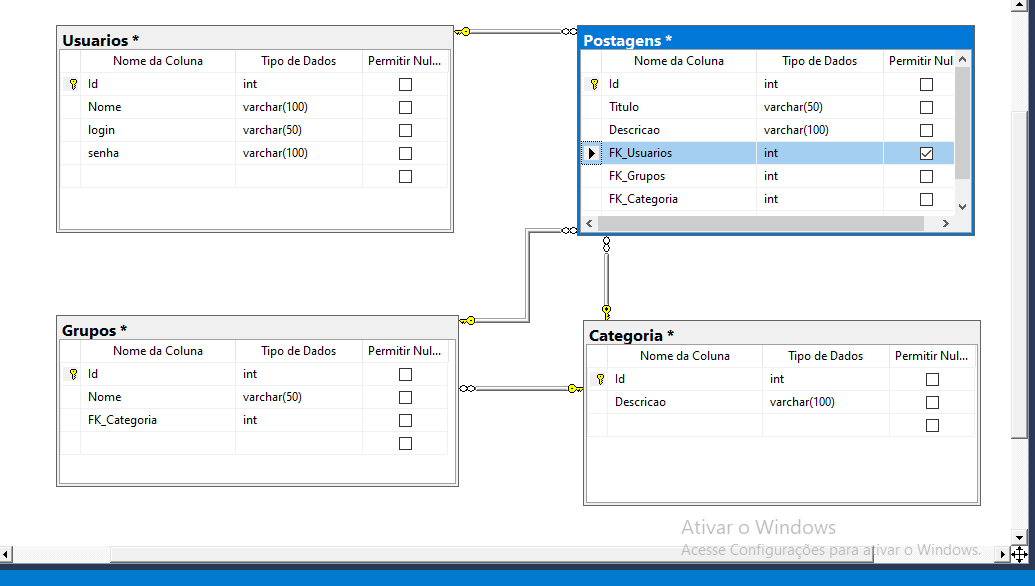 Usuarios *
Nome da Coluna Tipo de Dados Permitir Nul...
Id int
Nome varchar(100)
login varchar(50)
senha varchar(100)
Postagens *
Nome da Coluna Tipo de Dados Permitir Nul
Id int
Titulo varchar(50)
Descricao varchar(100)
FK_Usuarios int
FK_Grupos int
FK_Categoria int
Grupos *
Nome da Coluna Tipo de Dados Permitir Nul...
Id int
Nome varchar(50)
FK_Categoria int
Categoria *
Nome da Coluna Tipo de Dados Permitir Nul...
Id int
Descricao varchar(100)
Ativar o Windows
Acesse Configurações para ativar o Windows.